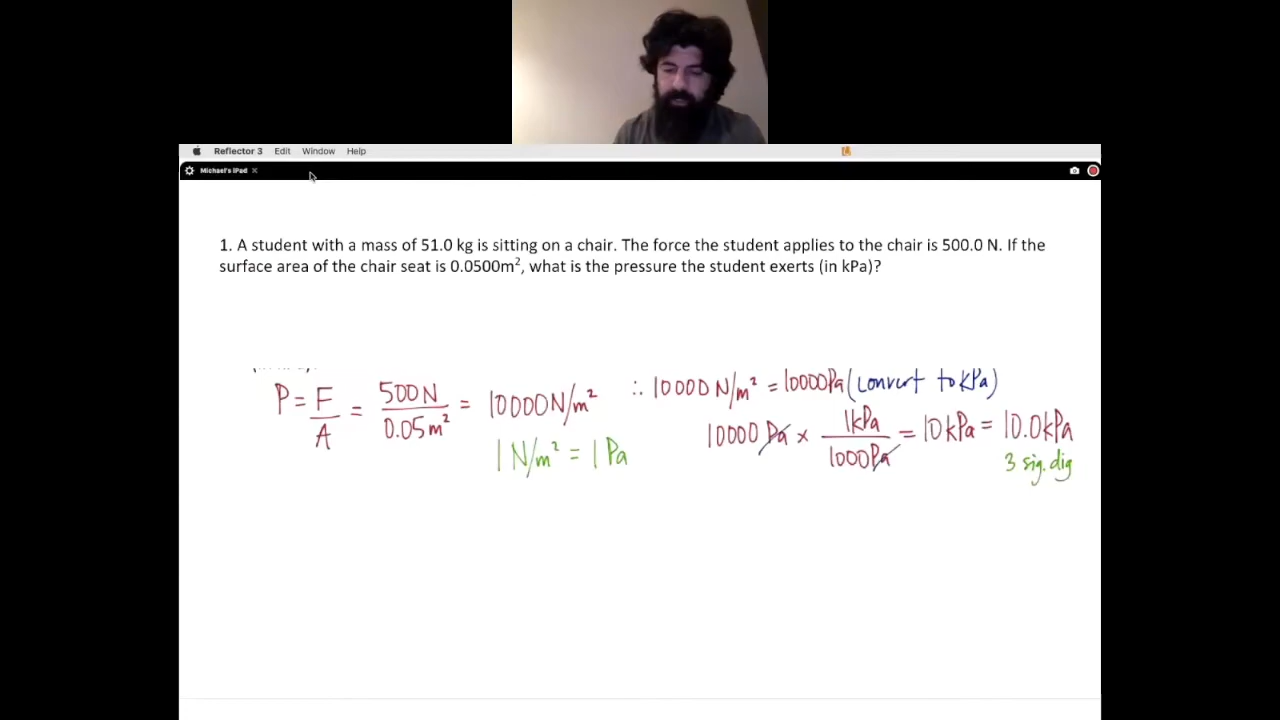 Reflector 3 Edit Window Help
Michael's iPad
1. A student with a mass of 51.0 kg is sitting on a chair. The force the student applies to the chair is 500.0 N. If the
surface area of the chair seat is 0.0500m², what is the pressure the student exerts (in kPa)?
P = F/A = 500N/0.05m² = 10000N/m² ∴ 10000N/m² = 10000Pa (convert to kPa)
10000 Pa × 1kPa/1000Pa = 10kPa = 10.0kPa
1 N/m² = 1 Pa
3 sig. dig